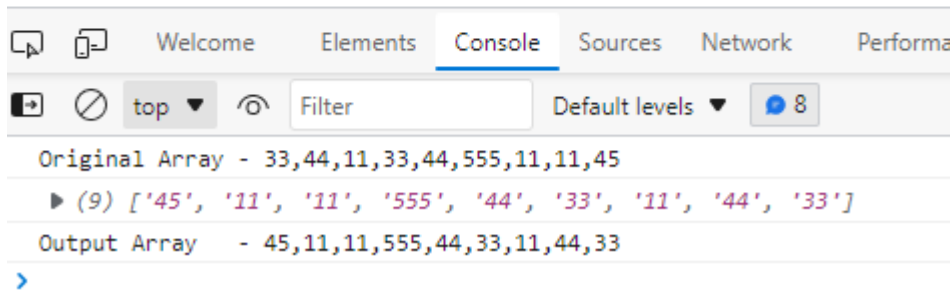 Welcome Elements Console Sources Network Performa
top Filter Default levels 8
Original Array - 33,44,11,33,44,555,11,11,45
(9) ['45', '11', '11', '555', '44', '33', '11', '44', '33']
Output Array   - 45,11,11,555,44,33,11,44,33